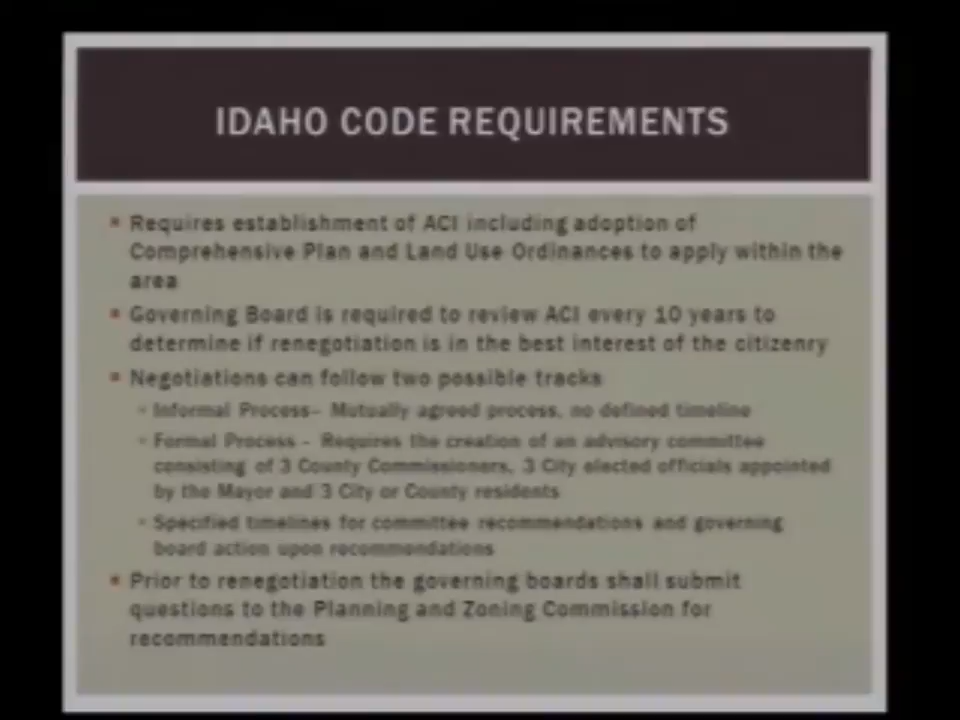 IDAHO CODE REQUIREMENTS
▪ Requires establishment of ACI including adoption of
Comprehensive Plan and Land Use Ordinances to apply within the
area
▪ Governing Board is required to review ACI every 10 years to
determine if renegotiation is in the best interest of the citizenry
▪ Negotiations can follow two possible tracks
▪ Informal Process– Mutually agreed process, no defined timeline
▪ Formal Process – Requires the creation of an advisory committee
consisting of 3 County Commissioners, 3 City elected officials appointed
by the Mayor and 3 City or County residents
▪ Specified timelines for committee recommendations and governing
board action upon recommendations
▪ Prior to renegotiation the governing boards shall submit
questions to the Planning and Zoning Commission for
recommendations